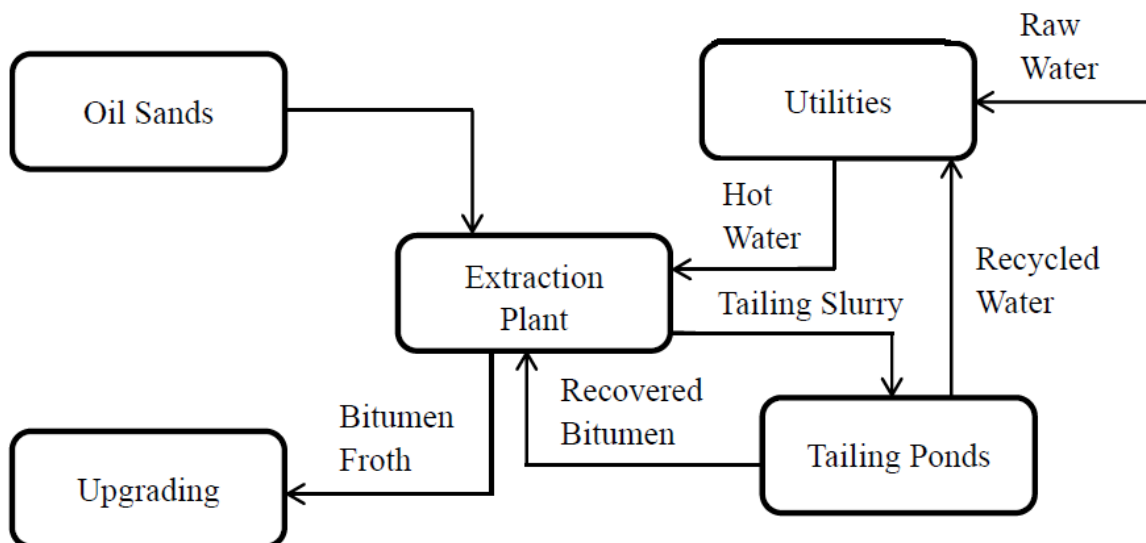 Raw
Water
Oil Sands
Utilities
Hot
Water
Recycled
Water
Extraction
Plant
Tailing Slurry
Recovered
Bitumen
Bitumen
Froth
Tailing Ponds
Upgrading